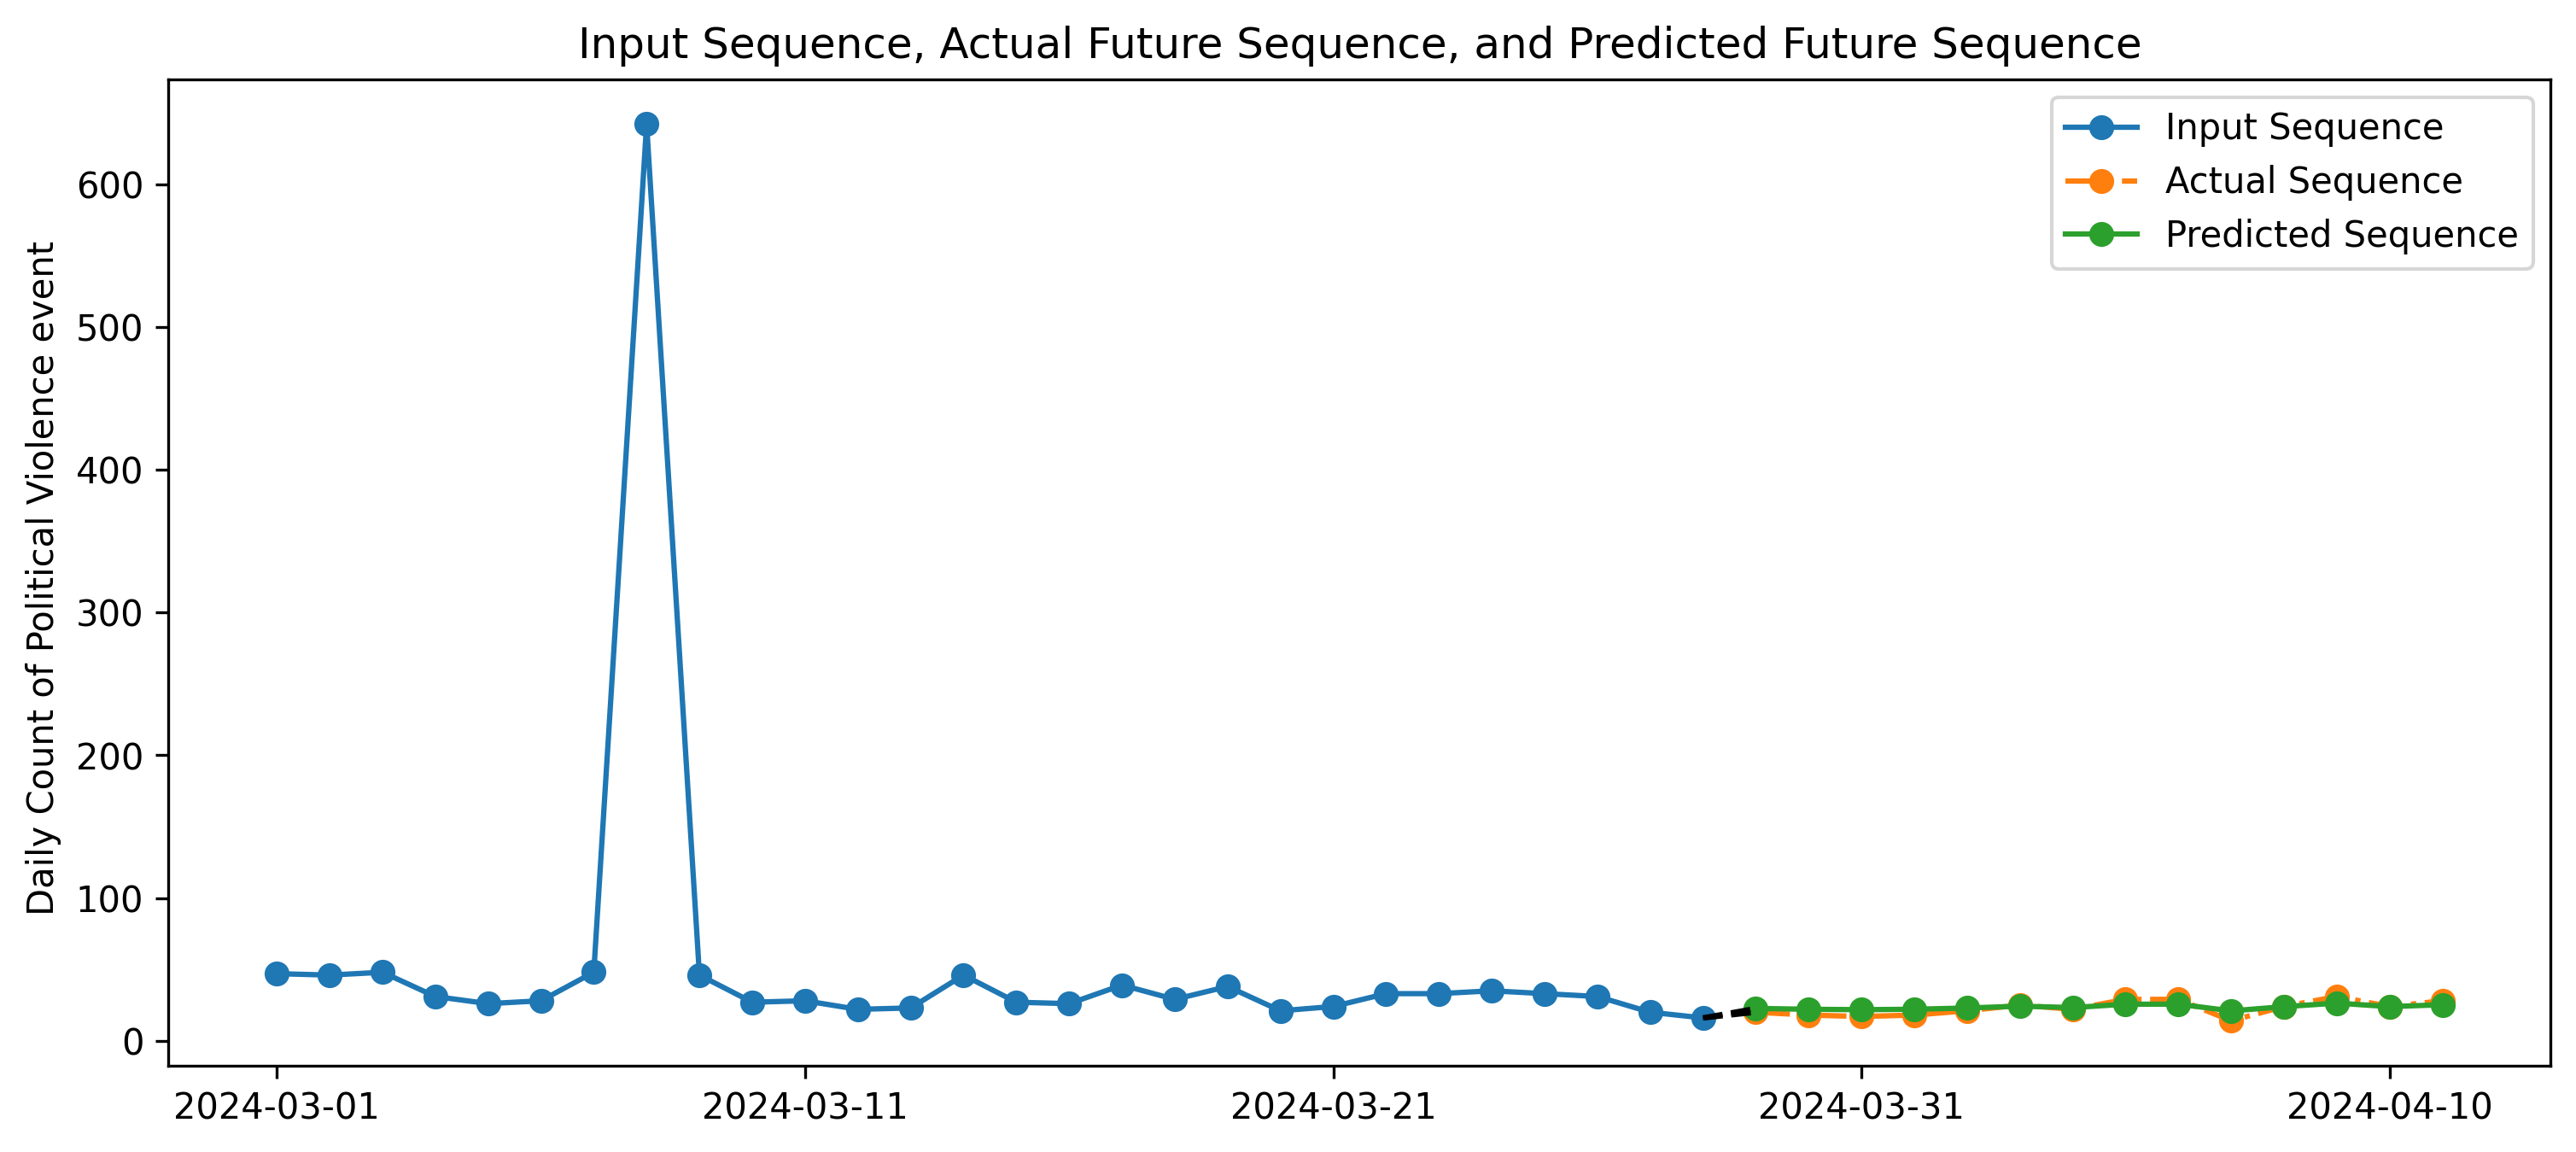 Input Sequence, Actual Future Sequence, and Predicted Future Sequence
Daily Count of Political Violence event
600
500
400
300
200
100
0
Input Sequence
Actual Sequence
Predicted Sequence
2024-03-01 2024-03-11 2024-03-21 2024-03-31 2024-04-10